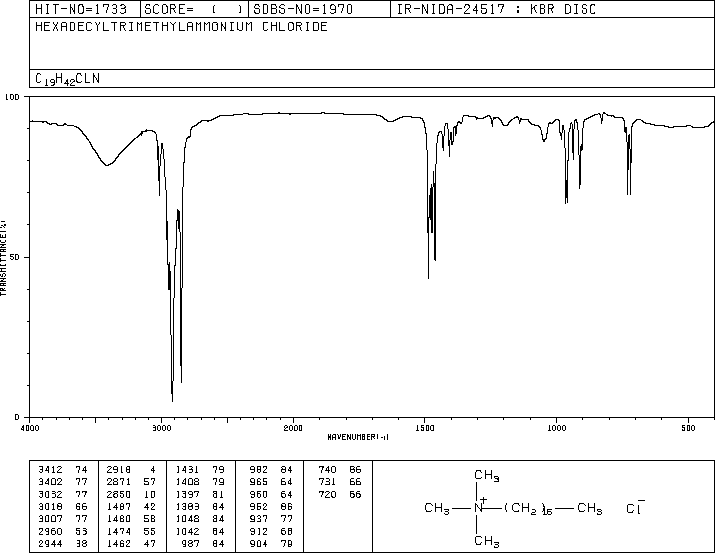 HIT-NO=1733 SCORE= ( ) SDBS-NO=1970 IR-NIDA-24517 : KBR DISC
HEXADECYLTRIMETHYLAMMONIUM CHLORIDE
C19H42CLN
100
50
0
TRANSMITTANCE(%)
4000 3000 2000 1500 1000 500
WAVENUMBER(-1)
3412 74 2918 4 1431 79 982 84 740 86
3402 77 2871 57 1408 79 965 64 731 66
3032 77 2850 10 1397 81 960 64 720 66
3018 66 1487 42 1383 84 952 86
3007 77 1480 58 1048 84 937 77
2960 53 1474 55 1042 84 912 68
2944 38 1462 47 987 84 904 79
CH3
CH3 N+ (CH2)15 CH3 Cl−
CH3